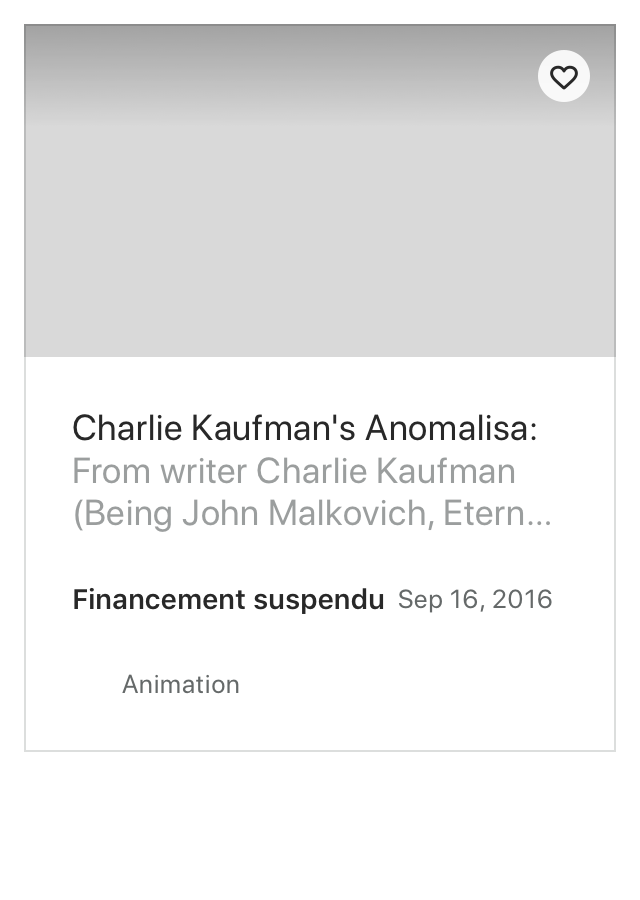 Charlie Kaufman's Anomalisa:
From writer Charlie Kaufman
(Being John Malkovich, Etern...
Financement suspendu Sep 16, 2016
Animation